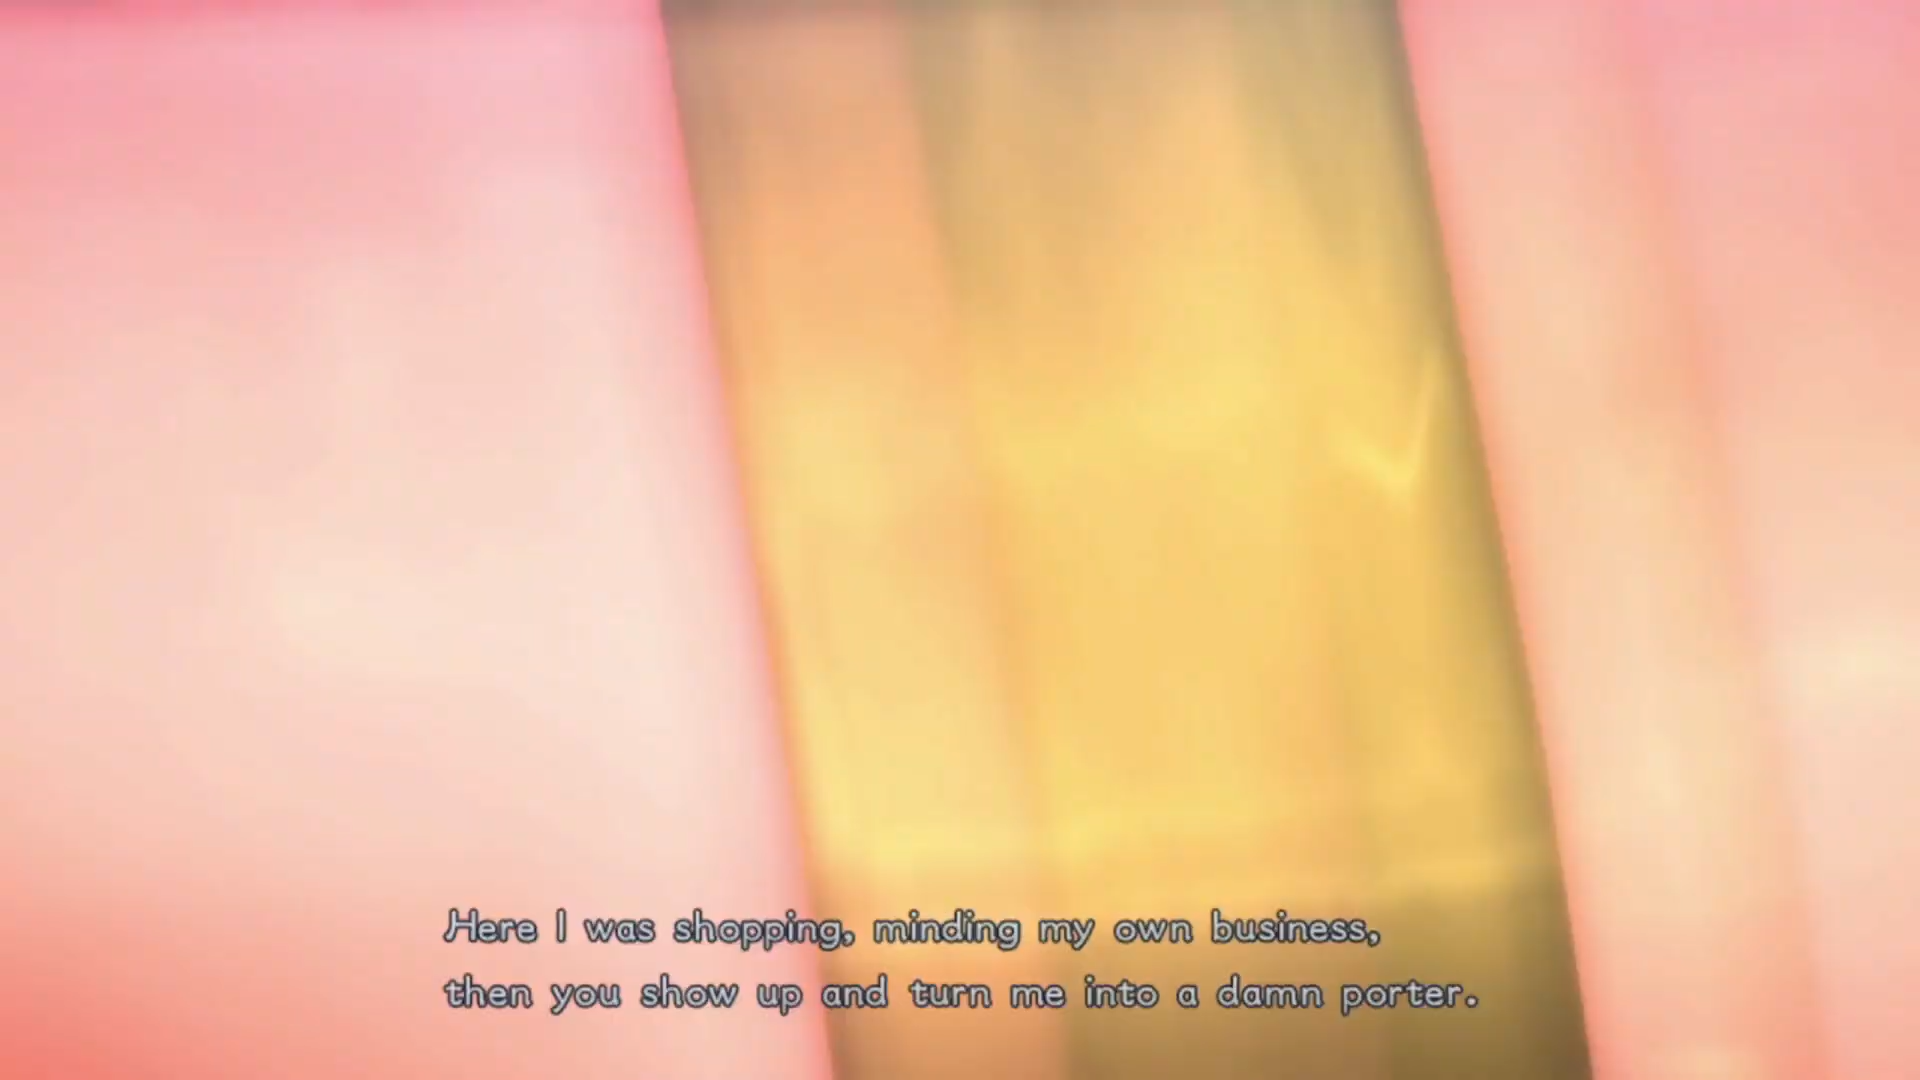 Here I was shopping, minding my own business,
then you show up and turn me into a damn porter.